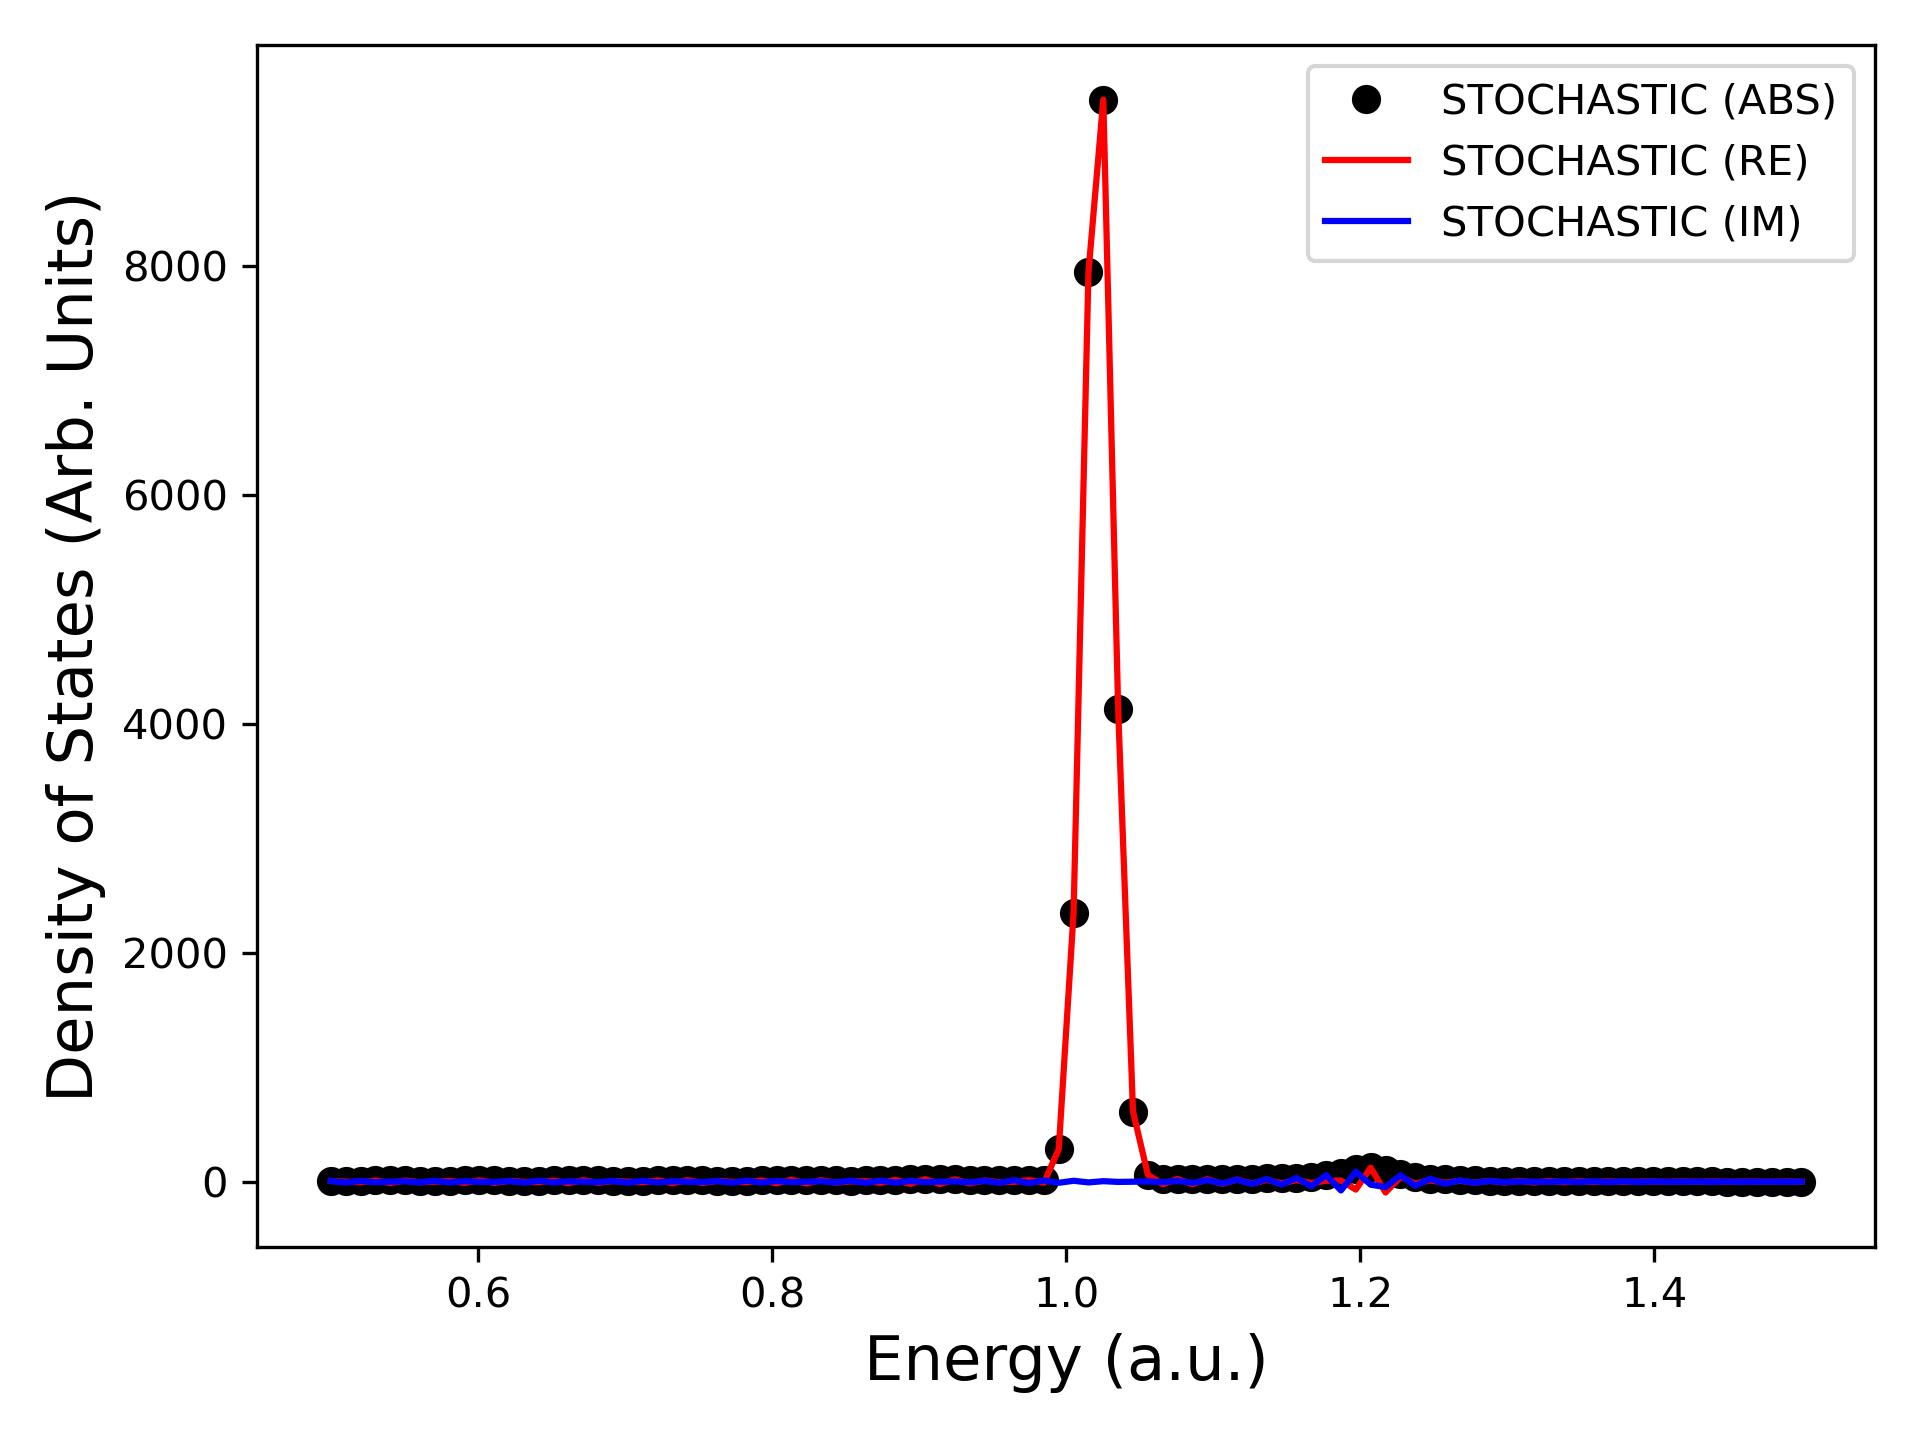 STOCHASTIC (ABS)
STOCHASTIC (RE)
STOCHASTIC (IM)
Density of States (Arb. Units)
8000
6000
4000
2000
0
0.6 0.8 1.0 1.2 1.4
Energy (a.u.)